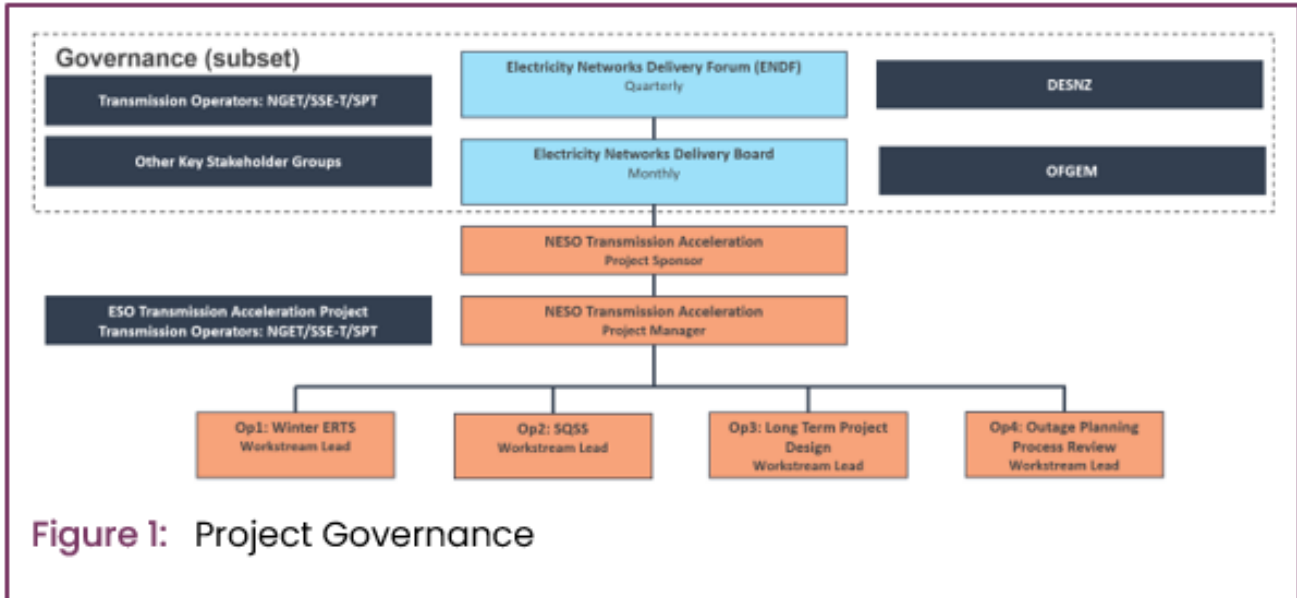 Governance (subset)
Transmission Operators: NGET/SSE-T/SPT
Other Key Stakeholder Groups
Electricity Networks Delivery Forum (ENDF)
Quarterly
Electricity Networks Delivery Board
Monthly
DESNZ
OFGEM
NESO Transmission Acceleration
Project Sponsor
ESO Transmission Acceleration Project
Transmission Operators: NGET/SSE-T/SPT
NESO Transmission Acceleration
Project Manager
Op1: Winter ERTS
Workstream Lead
Op2: SQSS
Workstream Lead
Op3: Long Term Project
Design
Workstream Lead
Op4: Outage Planning
Process Review
Workstream Lead
Figure 1: Project Governance